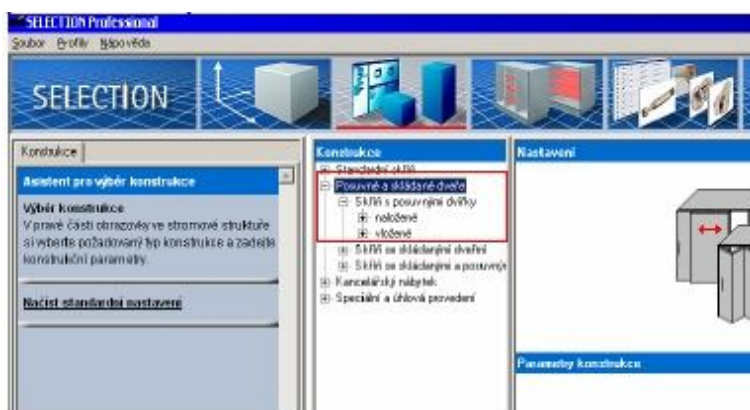 SELECTION Professional
Soubor Profily Nápověda
SELECTION
Konstrukce
Asistent pro výběr konstrukce
Výběr konstrukce
V pravé části obrazovky ve stromové struktuře
si vyberte požadovaný typ konstrukce a zadejte
konstrukční parametry.
Načíst standardní nastavení
Konstrukce
Standardní skříň
Posuvné a skládané dveře
Skříň s posuvnými dvířky
naložené
vložené
Skříň se skládanými dveřmi
Skříň se skládanými a posuvnýi
Kancelářský nábytek
Speciální a úhlová provedení
Nastavení
Parametry konstrukce